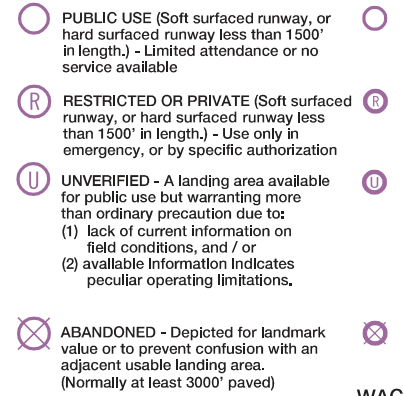 PUBLIC USE (Soft surfaced runway, or
hard surfaced runway less than 1500'
in length.) - Limited attendance or no
service available
R
RESTRICTED OR PRIVATE (Soft surfaced
runway, or hard surfaced runway less
than 1500' in length.) - Use only in
emergency, or by specific authorization
R
U
UNVERIFIED - A landing area available
for public use but warranting more
than ordinary precaution due to:
(1) lack of current information on
field conditions, and / or
(2) available information indicates
peculiar operating limitations.
U
ABANDONED - Depicted for landmark
value or to prevent confusion with an
adjacent usable landing area.
(Normally at least 3000' paved)
WAC